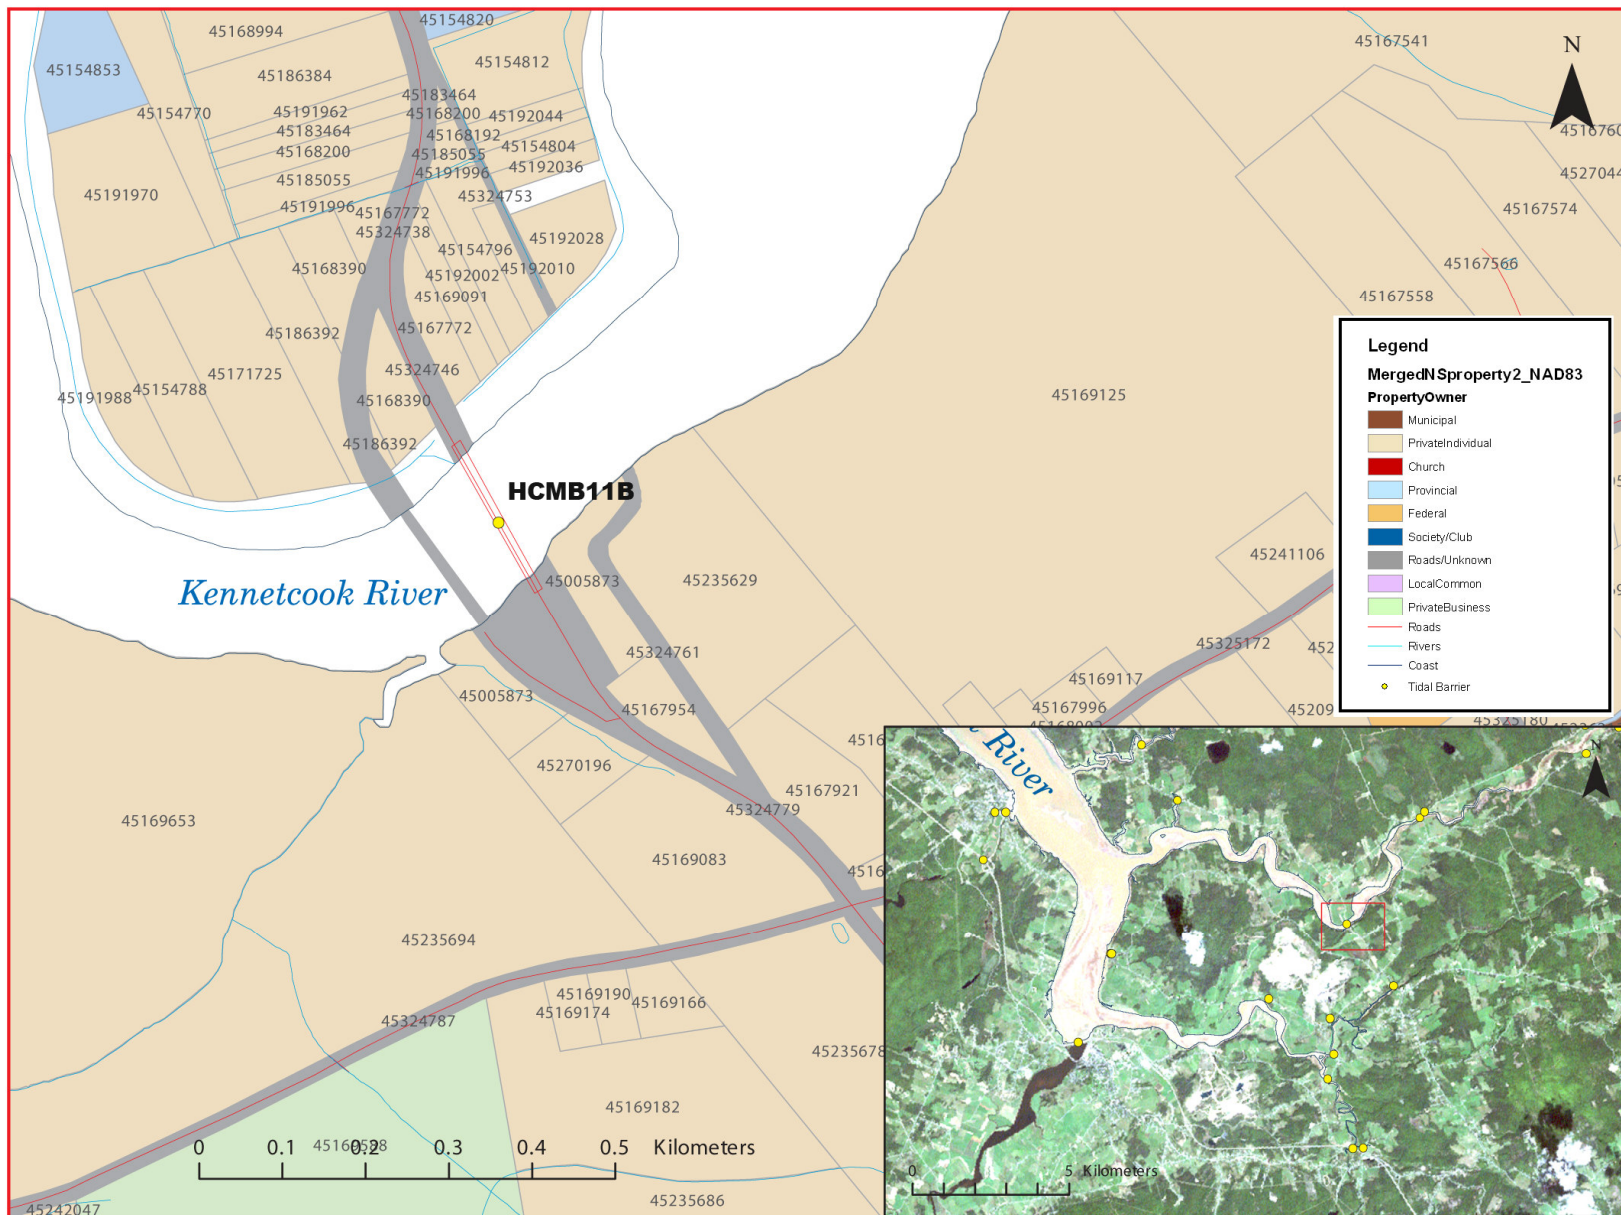 45168994
45154820
45167541
N
45154853
45186384
45154812
45183464
45154770
45191962
45168200
45192044
45183464
45168192
45168200
45185055
45154804
45185055
45191996
45192036
45191970
45191996
45324753
45167574
45167772
45324738
45192028
45154796
45167566
45168390
45192002
45192010
45169091
45167558
45186392
45167772
45171725
45324746
45154788
45191988
45168390
45169125
45186392
HCMB11B
Kennetcook River
45005873
45235629
45241106
45324761
45325172
45005873
45169117
45167954
45167996
45209
45325180
45270196
45167921
45324779
45169653
45169083
45235694
45169190
45169166
45169174
45324787
45235678
45169182
45235686
45242047
0 0.1 0.2 0.3 0.4 0.5 Kilometers
Legend
MergedNSproperty2_NAD83
PropertyOwner
Municipal
PrivateIndividual
Church
Provincial
Federal
Society/Club
Roads/Unknown
LocalCommon
PrivateBusiness
Roads
Rivers
Coast
Tidal Barrier
River
N
0 5 Kilometers